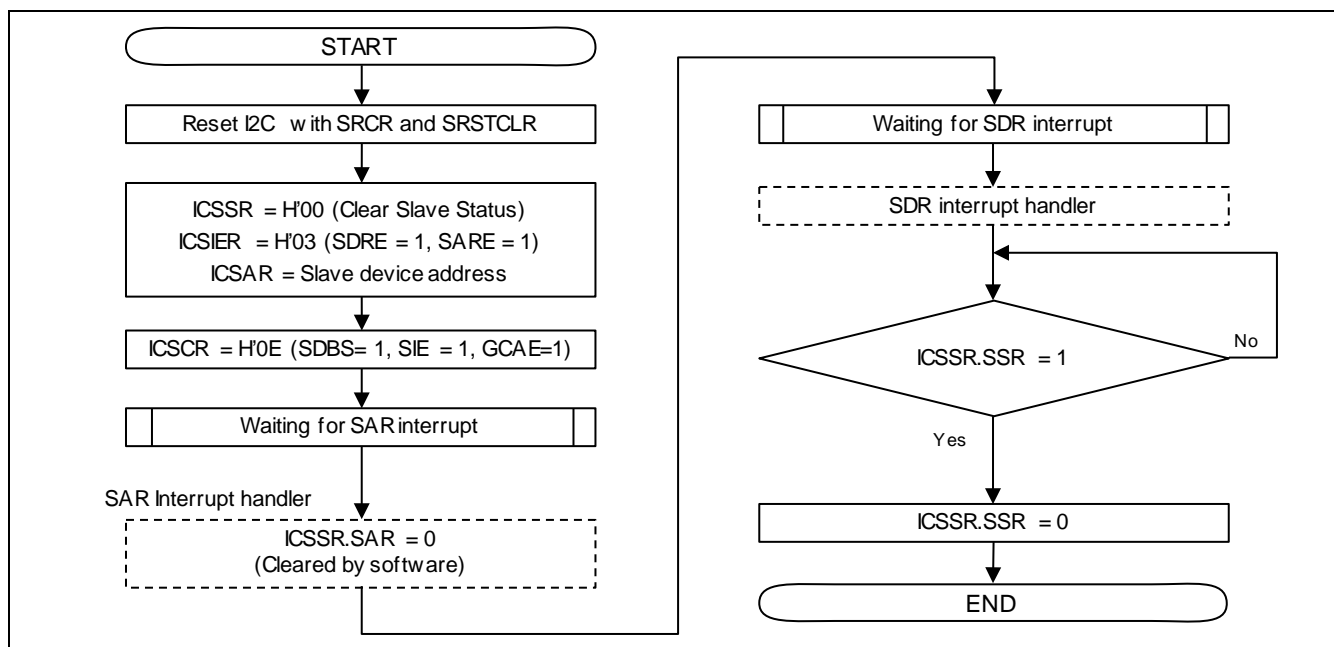 START
Reset I2C with SRCR and SRSTCLR
ICSSR = H'00 (Clear Slave Status)
ICSIER = H'03 (SDRE = 1, SARE = 1)
ICSAR = Slave device address
ICSCR = H'0E (SDBS= 1, SIE = 1, GCAE=1)
Waiting for SAR interrupt
SAR Interrupt handler
ICSSR.SAR = 0
(Cleared by software)
Waiting for SDR interrupt
SDR interrupt handler
ICSSR.SSR = 1
No
Yes
ICSSR.SSR = 0
END